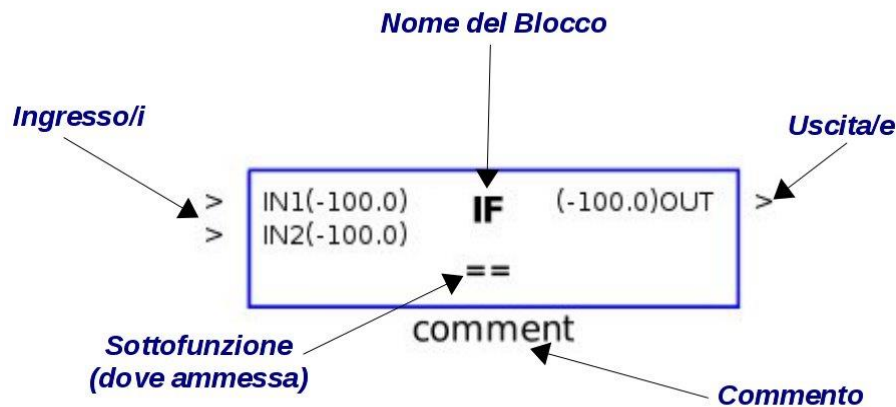 Nome del Blocco
Ingresso/i
Uscita/e
> IN1(-100.0) IF (-100.0)OUT >
> IN2(-100.0)
==
comment
Sottofunzione
(dove ammessa)
Commento